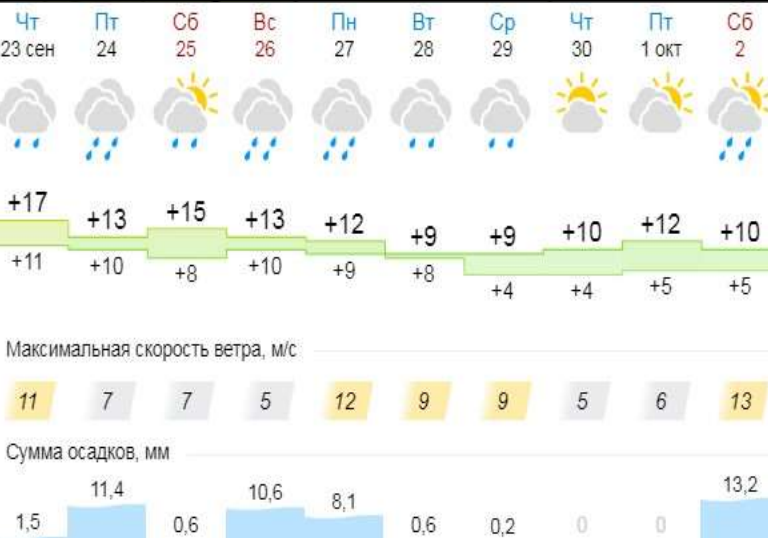 Чт Пт Сб Вс Пн Вт Ср Чт Пт Сб
23 сен 24 25 26 27 28 29 30 1 окт 2
+17 +13 +15 +13 +12 +9 +9 +10 +12 +10
+11 +10 +8 +10 +9 +8 +4 +4 +5 +5
Максимальная скорость ветра, м/с
11 7 7 5 12 9 9 5 6 13
Сумма осадков, мм
1,5 11,4 0,6 10,6 8,1 0,6 0,2 0 0 13,2